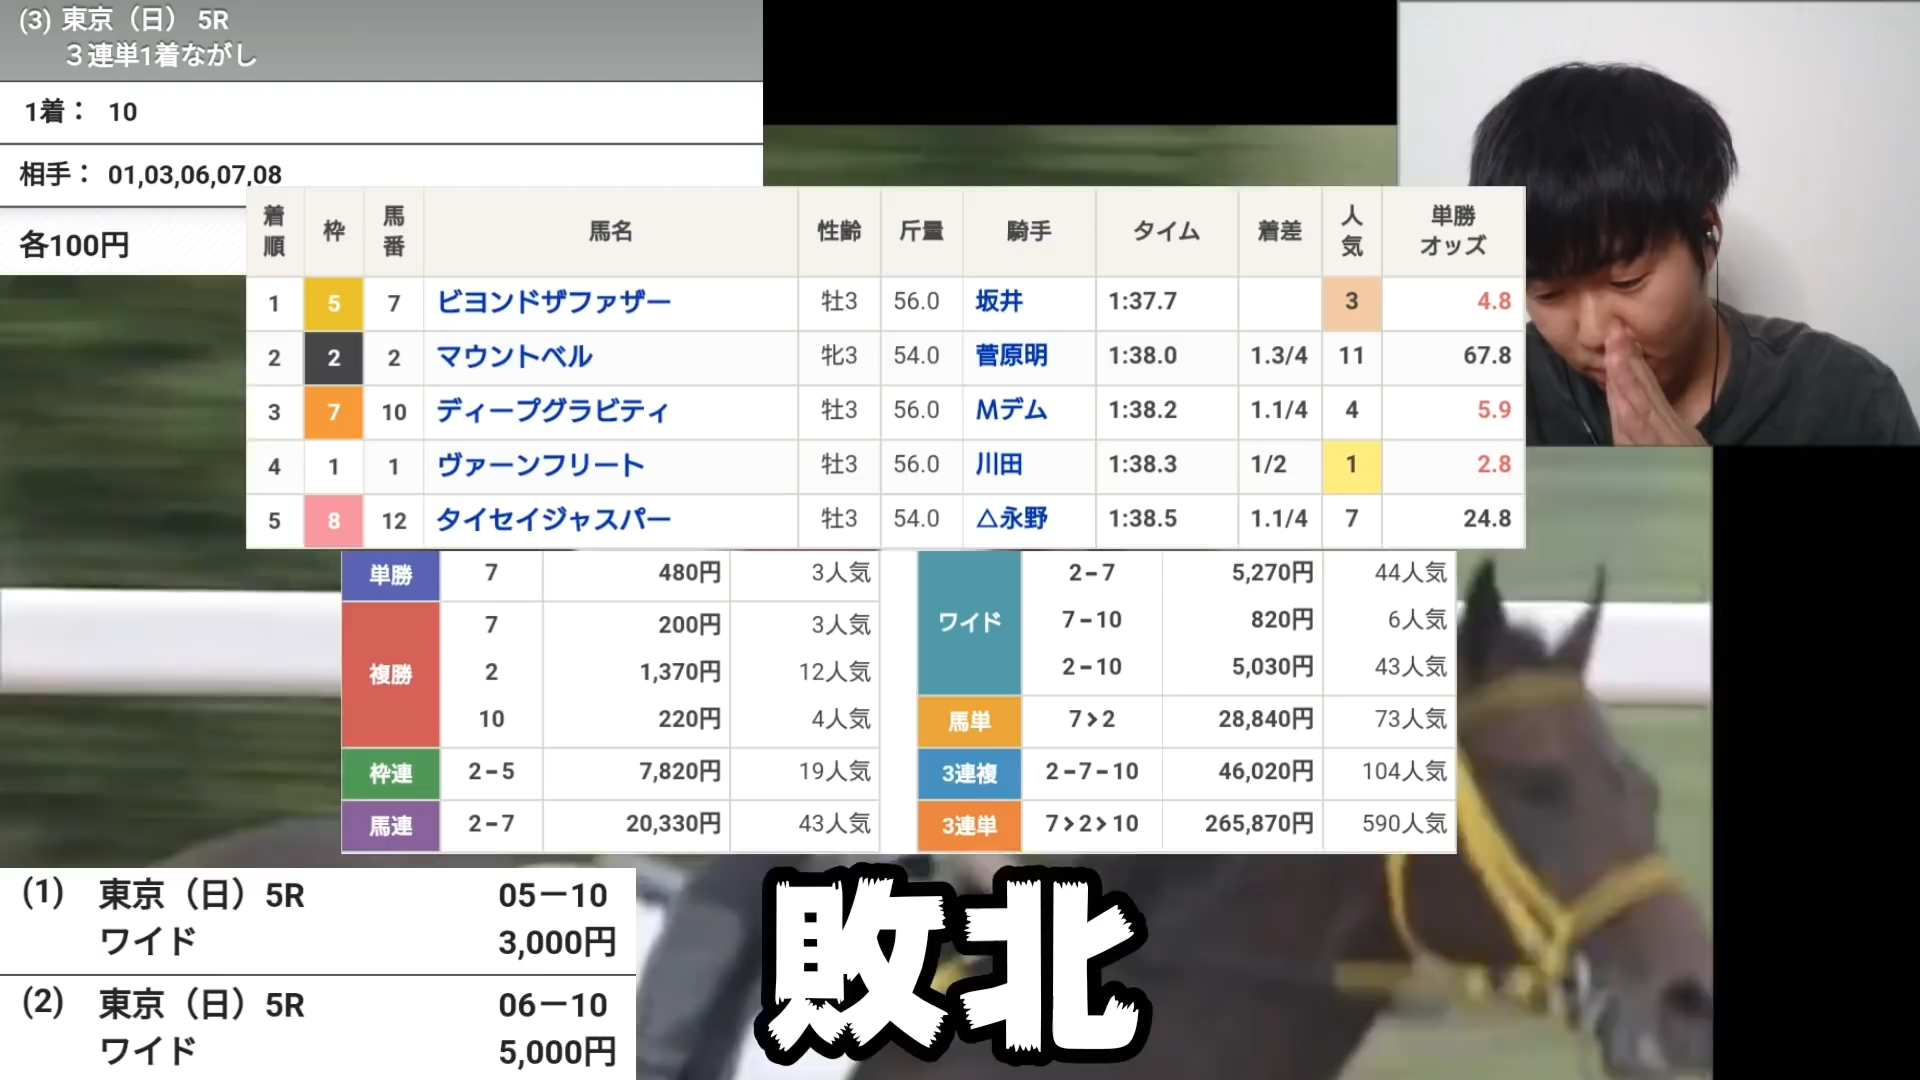 (3) 東京（日） 5R
３連単1着ながし
1着： 10
相手： 01,03,06,07,08
各100円
着順 枠 馬番 馬名 性齢 斤量 騎手 タイム 着差 人気 単勝オッズ
1 5 7 ビヨンドザファザー 牡3 56.0 坂井 1:37.7 3 4.8
2 2 2 マウントベル 牝3 54.0 菅原明 1:38.0 1.3/4 11 67.8
3 7 10 ディープグラビティ 牡3 56.0 Mデム 1:38.2 1.1/4 4 5.9
4 1 1 ヴァーンフリート 牡3 56.0 川田 1:38.3 1/2 1 2.8
5 8 12 タイセイジャスパー 牡3 54.0 △永野 1:38.5 1.1/4 7 24.8
単勝 7 480円 3人気
複勝 7 200円 3人気
2 1,370円 12人気
10 220円 4人気
枠連 2-5 7,820円 19人気
馬連 2-7 20,330円 43人気
ワイド 2-7 5,270円 44人気
7-10 820円 6人気
2-10 5,030円 43人気
馬単 7>2 28,840円 73人気
3連複 2-7-10 46,020円 104人気
3連単 7>2>10 265,870円 590人気
(1) 東京（日）5R 05－10
ワイド 3,000円
(2) 東京（日）5R 06－10
ワイド 5,000円
敗北